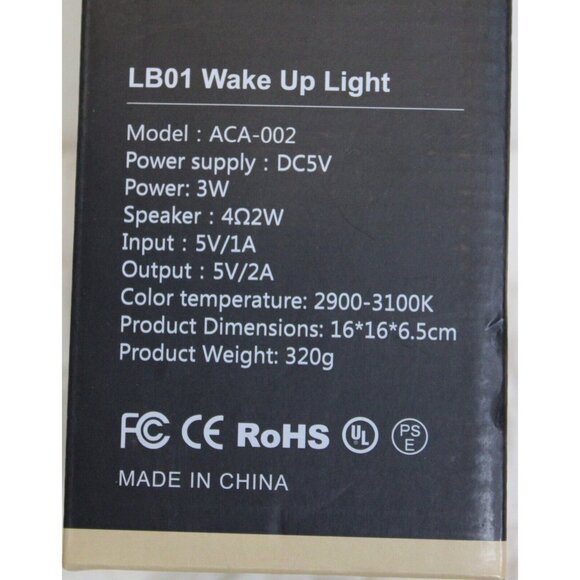 LB01 Wake Up Light
Model : ACA-002
Power supply : DC5V
Power: 3W
Speaker : 4Ω2W
Input : 5V/1A
Output : 5V/2A
Color temperature: 2900-3100K
Product Dimensions: 16*16*6.5cm
Product Weight: 320g
FC CE RoHS UL PS E
MADE IN CHINA